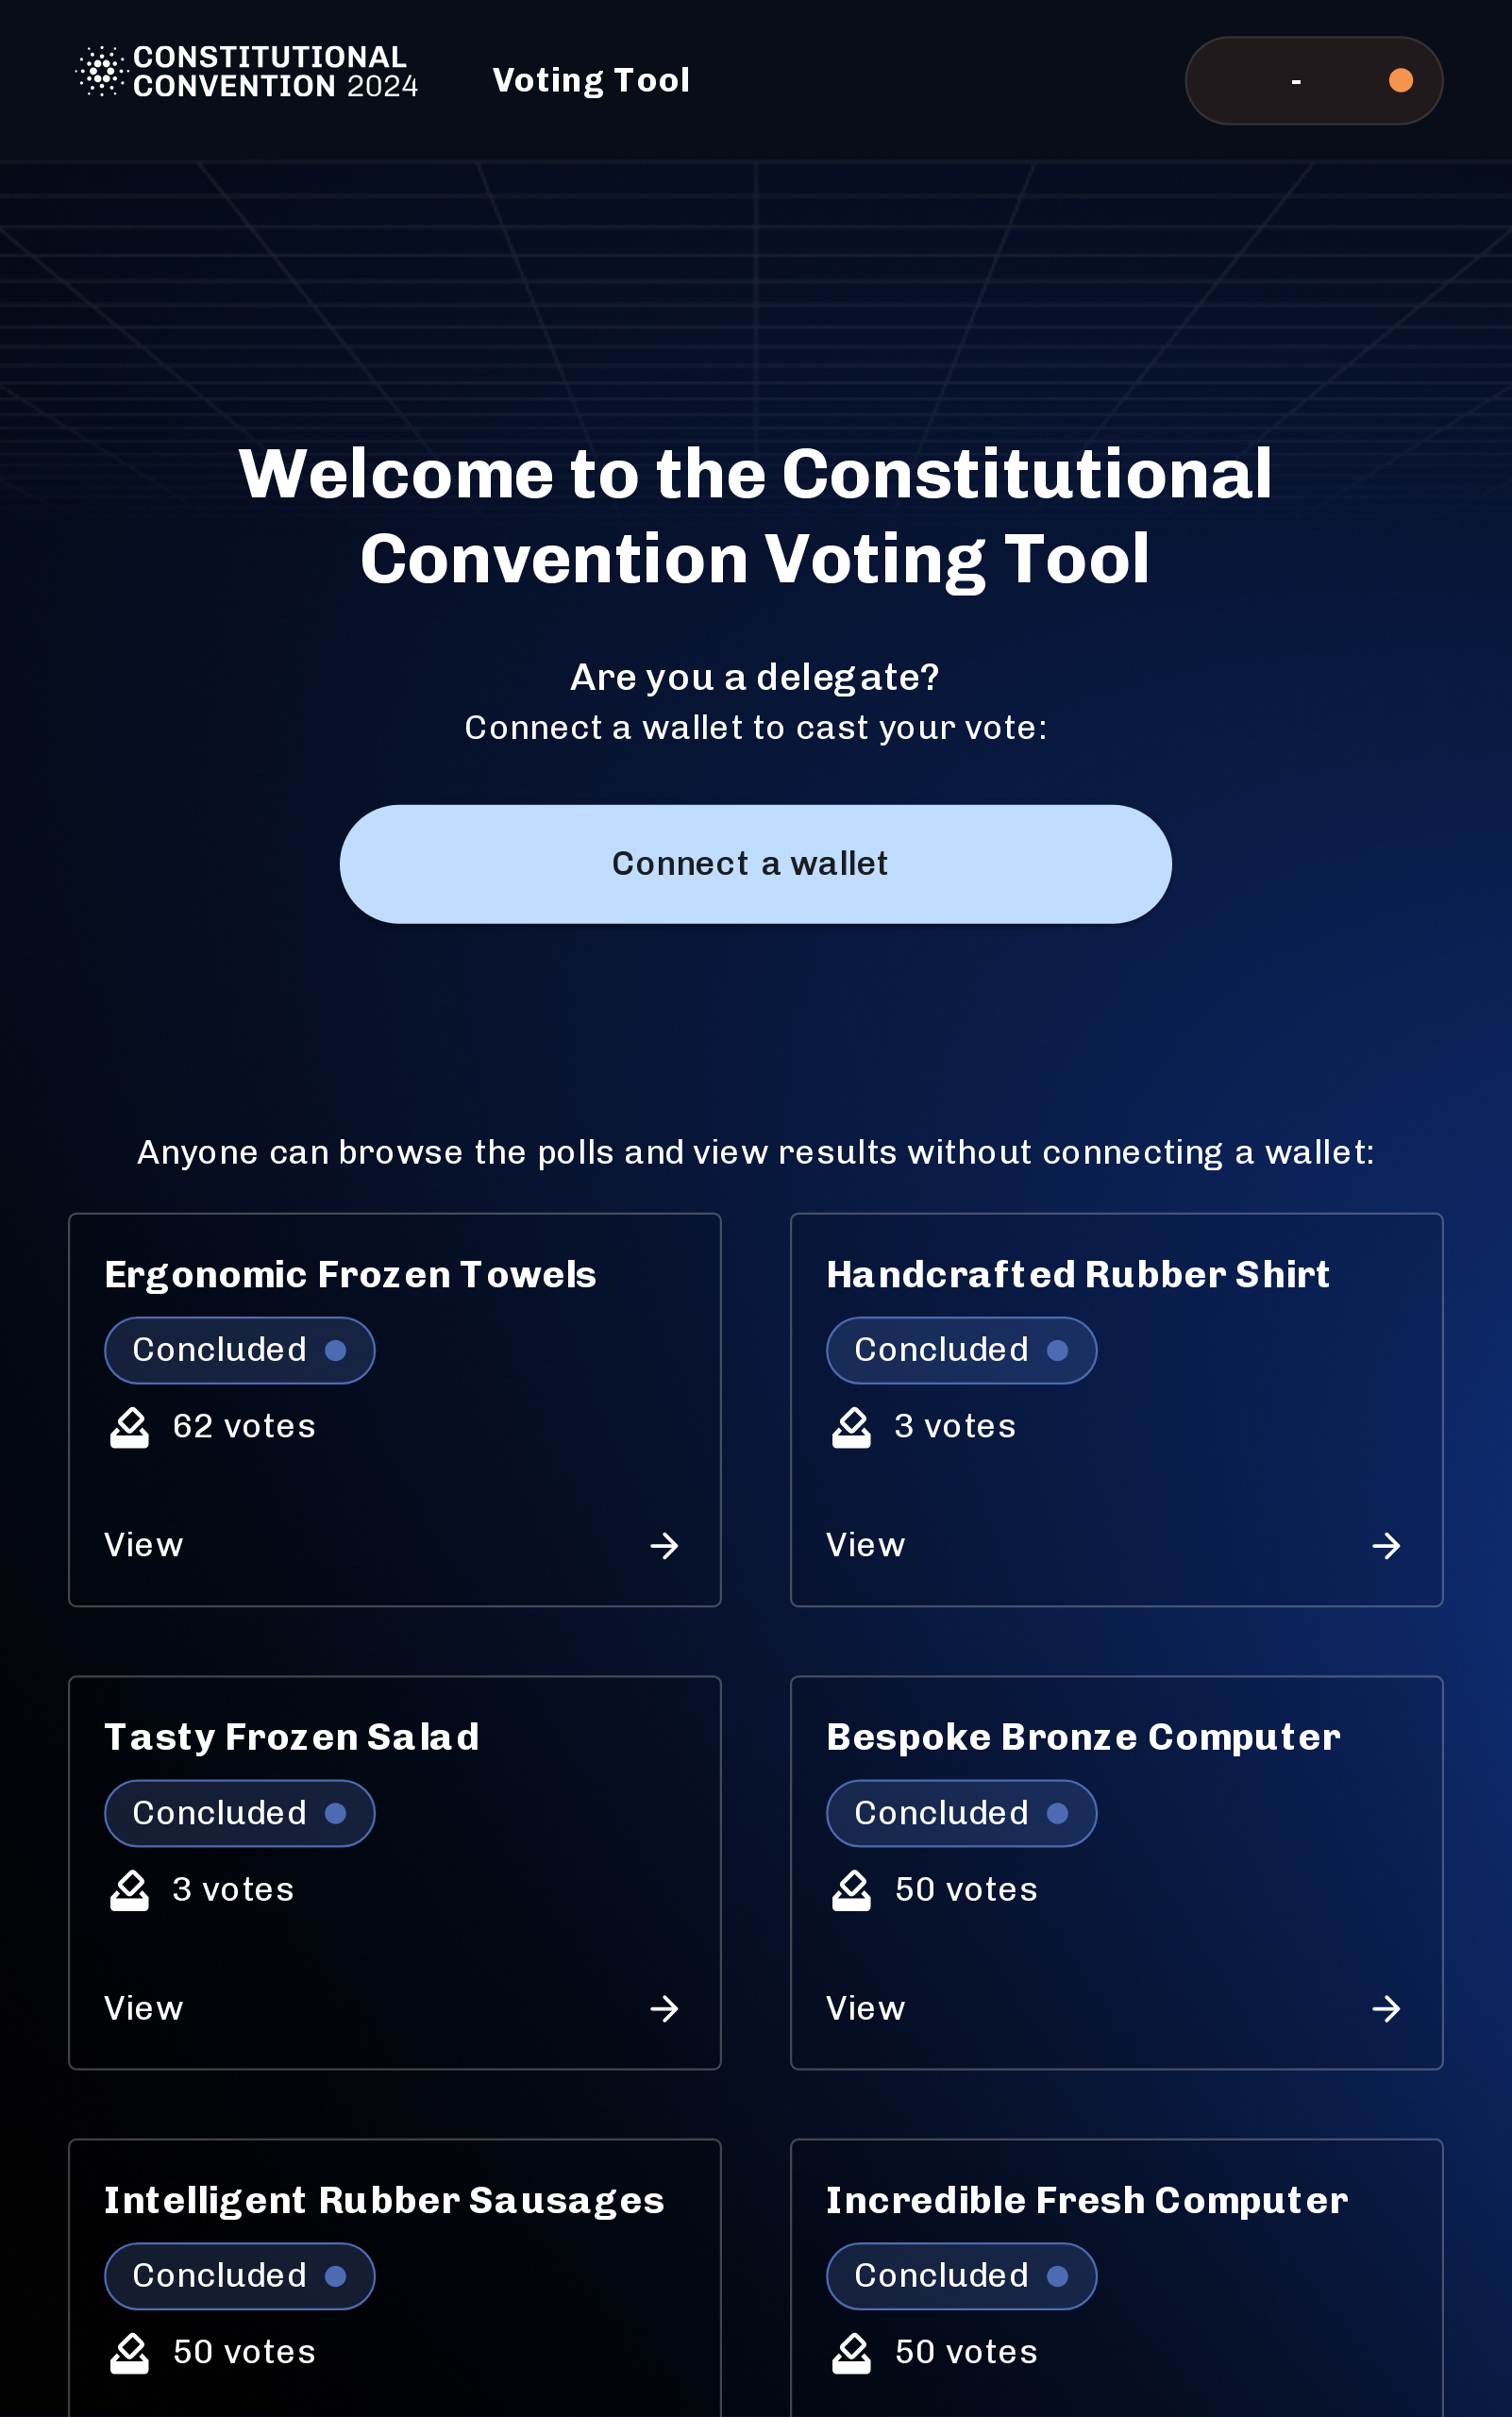 CONSTITUTIONAL
CONVENTION 2024
Voting Tool
-
Welcome to the Constitutional
Convention Voting Tool
Are you a delegate?
Connect a wallet to cast your vote:
Connect a wallet
Anyone can browse the polls and view results without connecting a wallet:
Ergonomic Frozen Towels
Concluded
62 votes
View
Handcrafted Rubber Shirt
Concluded
3 votes
View
Tasty Frozen Salad
Concluded
3 votes
View
Bespoke Bronze Computer
Concluded
50 votes
View
Intelligent Rubber Sausages
Concluded
50 votes
Incredible Fresh Computer
Concluded
50 votes